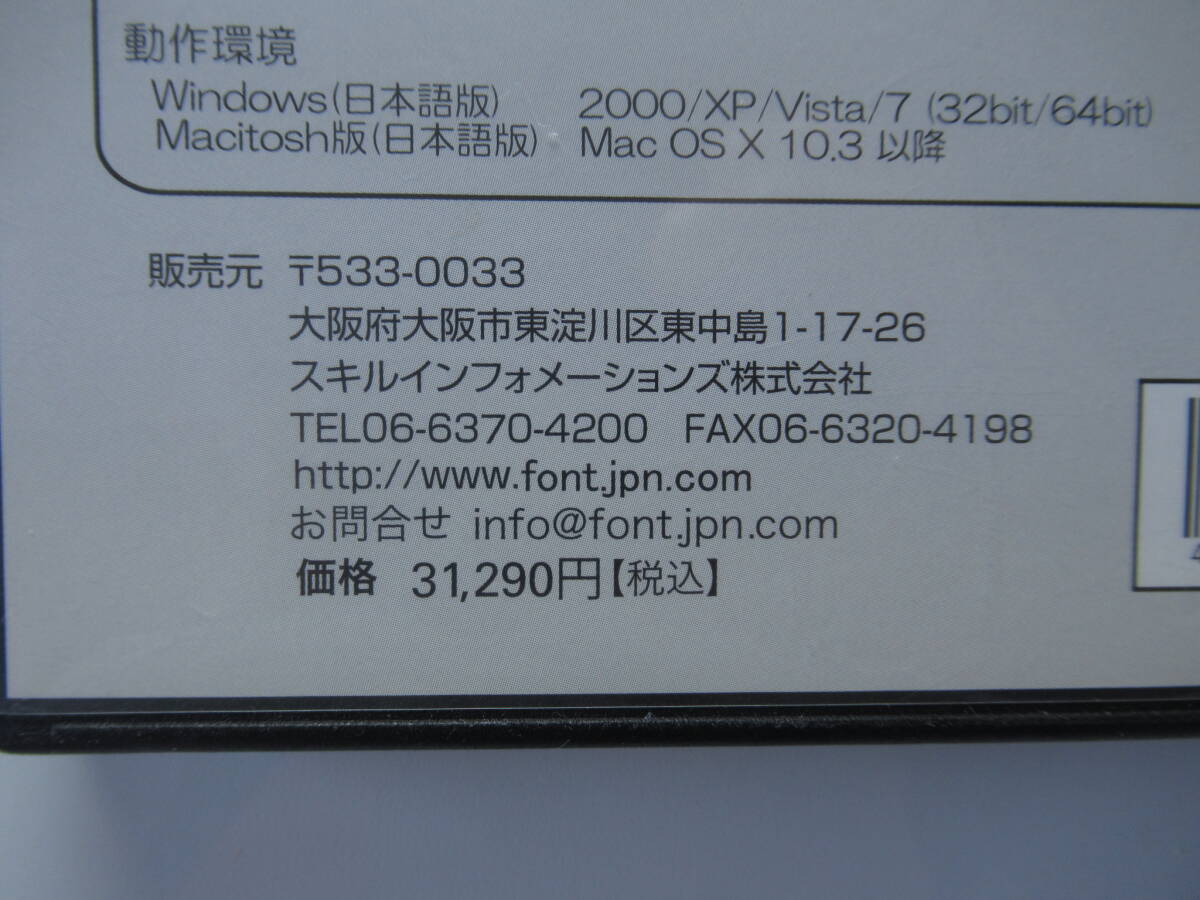 動作環境
Windows(日本語版) 2000/XP/Vista/7 (32bit/64bit)
Macitosh版(日本語版) Mac OS X 10.3 以降
販売元 〒533-0033
大阪府大阪市東淀川区東中島1-17-26
スキルインフォメーションズ株式会社
TEL06-6370-4200 FAX06-6320-4198
http://www.font.jpn.com
お問合せ info@font.jpn.com
価格 31,290円【税込】